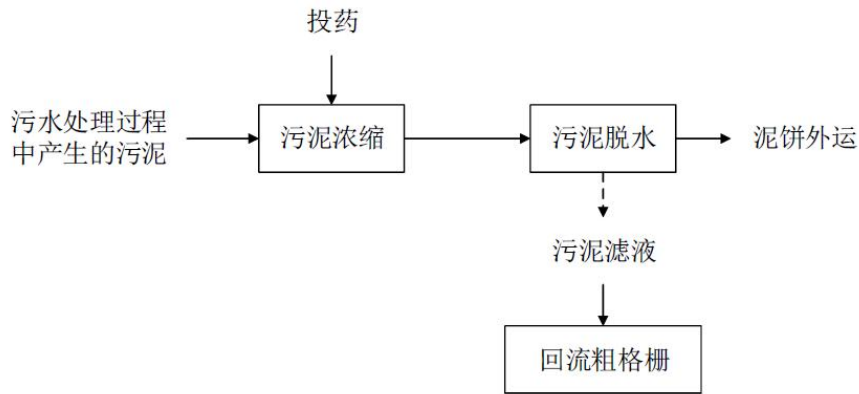 投药
污水处理过程
中产生的污泥
污泥浓缩
污泥脱水
泥饼外运
污泥滤液
回流粗格栅